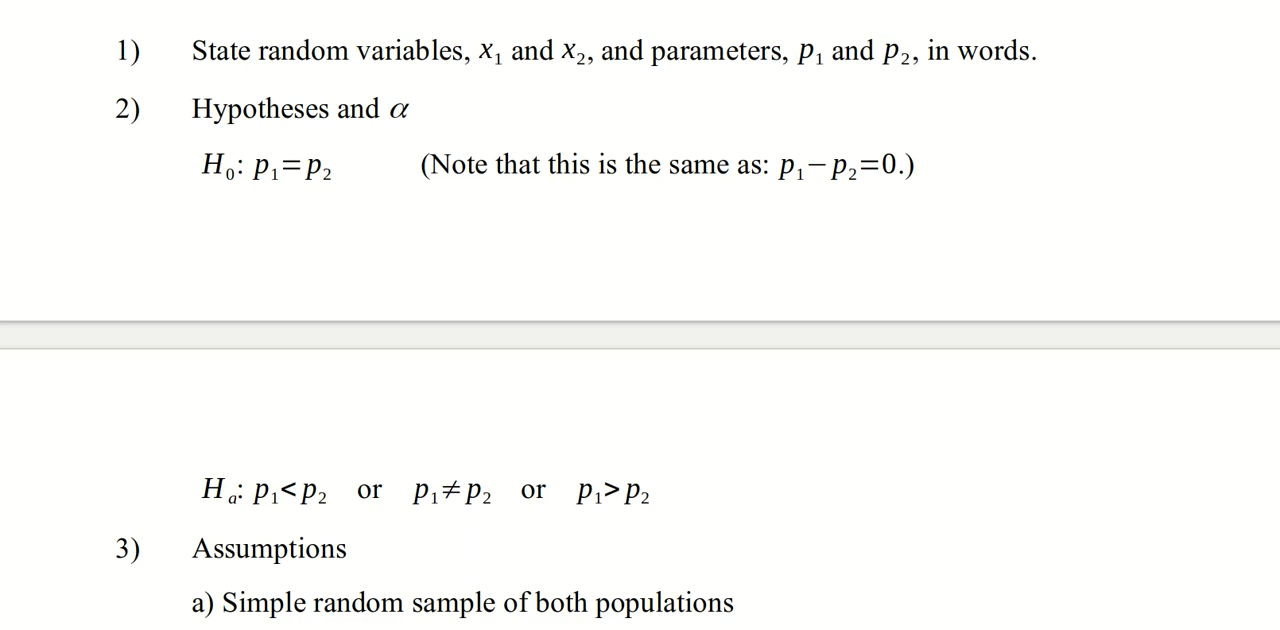 1) State random variables, x₁ and x₂, and parameters, p₁ and p₂, in words.
2) Hypotheses and α
H₀: p₁=p₂ (Note that this is the same as: p₁−p₂=0.)
Hₐ: p₁<p₂ or p₁≠p₂ or p₁>p₂
3) Assumptions
a) Simple random sample of both populations